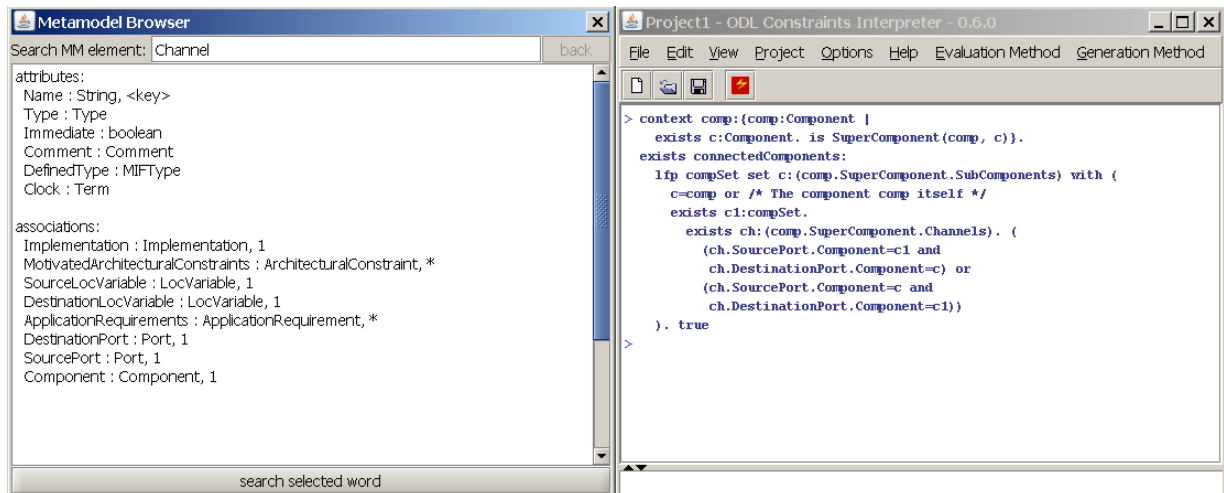 Metamodel Browser
Search MM element: Channel back
attributes:
Name : String, <key>
Type : Type
Immediate : boolean
Comment : Comment
DefinedType : MIFType
Clock : Term
associations:
Implementation : Implementation, 1
MotivatedArchitecturalConstraints : ArchitecturalConstraint, *
SourceLocVariable : LocVariable, 1
DestinationLocVariable : LocVariable, 1
ApplicationRequirements : ApplicationRequirement, *
DestinationPort : Port, 1
SourcePort : Port, 1
Component : Component, 1
search selected word
Project1 - ODL Constraints Interpreter - 0.6.0
File Edit View Project Options Help Evaluation Method Generation Method
> context comp:{comp:Component |
exists c:Component. is SuperComponent(comp, c)}.
exists connectedComponents:
lfp compSet set c:(comp.SuperComponent.SubComponents) with (
c=comp or /* The component comp itself */
exists c1:compSet.
exists ch:(comp.SuperComponent.Channels). (
(ch.SourcePort.Component=c1 and
ch.DestinationPort.Component=c) or
(ch.SourcePort.Component=c and
ch.DestinationPort.Component=c1))
). true
>